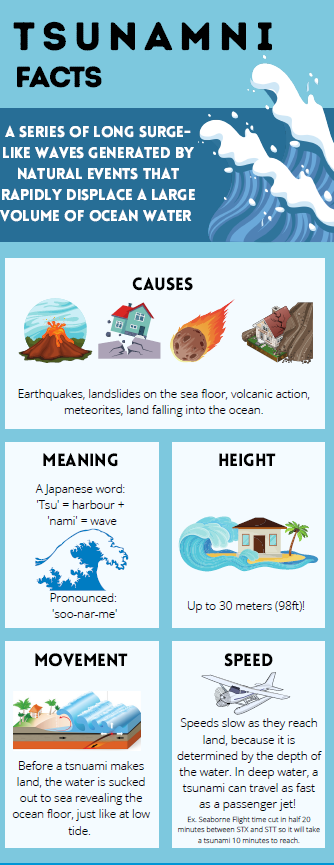 TSUNAMNI
FACTS
A SERIES OF LONG SURGE-
LIKE WAVES GENERATED BY
NATURAL EVENTS THAT
RAPIDLY DISPLACE A LARGE
VOLUME OF OCEAN WATER
CAUSES
Earthquakes, landslides on the sea floor, volcanic action,
meteorites, land falling into the ocean.
MEANING
A Japanese word:
'Tsu' = harbour +
'nami' = wave
Pronounced:
'soo-nar-me'
HEIGHT
Up to 30 meters (98ft)!
MOVEMENT
Before a tsnuami makes
land, the water is sucked
out to sea revealing the
ocean floor, just like at low
tide.
SPEED
Speeds slow as they reach
land, because it is
determined by the depth of
the water. In deep water, a
tsunami can travel as fast
as a passenger jet!
Ex. Seaborne Flight time cut in half 20
minutes between STX and STT so it will take
a tsunami 10 minutes to reach.